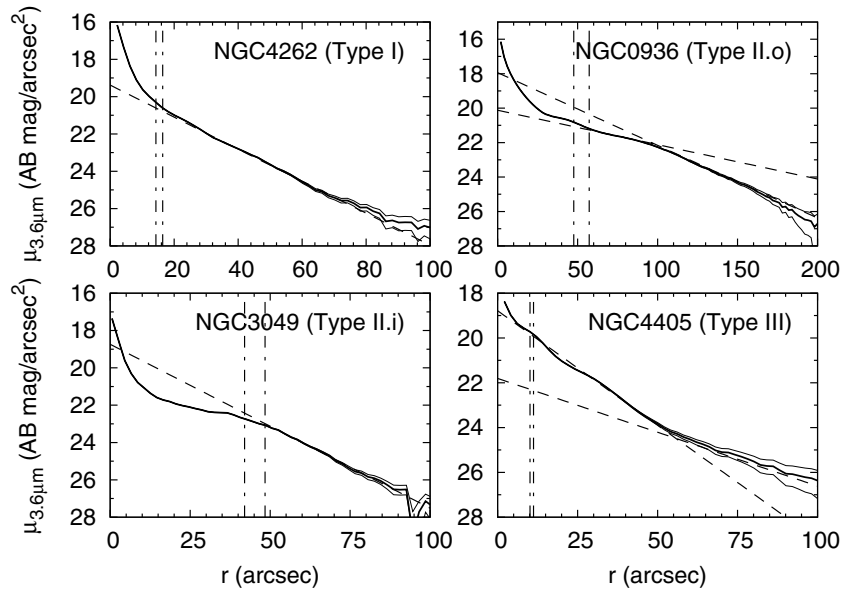 NGC4262 (Type I)
μ3.6μm (AB mag/arcsec²)
16
18
20
22
24
26
28
0 20 40 60 80 100
NGC0936 (Type II.o)
16
18
20
22
24
26
28
0 50 100 150 200
NGC3049 (Type II.i)
μ3.6μm (AB mag/arcsec²)
16
18
20
22
24
26
28
0 25 50 75 100
r (arcsec)
NGC4405 (Type III)
18
20
22
24
26
28
0 25 50 75 100
r (arcsec)